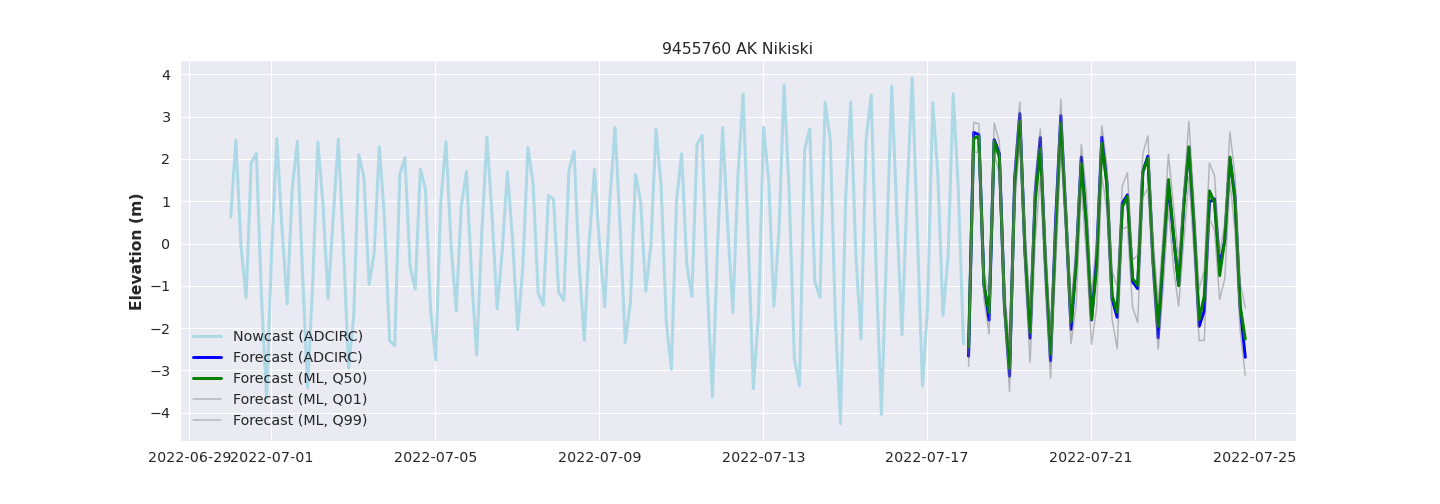 9455760 AK Nikiski
Elevation (m)
4
3
2
1
0
−1
−2
−3
−4
Nowcast (ADCIRC)
Forecast (ADCIRC)
Forecast (ML, Q50)
Forecast (ML, Q01)
Forecast (ML, Q99)
2022-06-29 2022-07-01 2022-07-05 2022-07-09 2022-07-13 2022-07-17 2022-07-21 2022-07-25